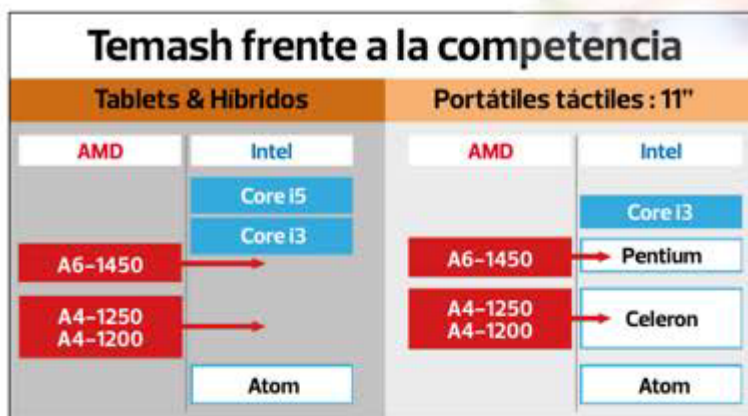 Temash frente a la competencia
Tablets & Híbridos
AMD
Intel
Core i5
Core i3
A6-1450
A4-1250
A4-1200
Atom
Portátiles táctiles : 11”
AMD
Intel
Core i3
A6-1450
Pentium
A4-1250
A4-1200
Celeron
Atom